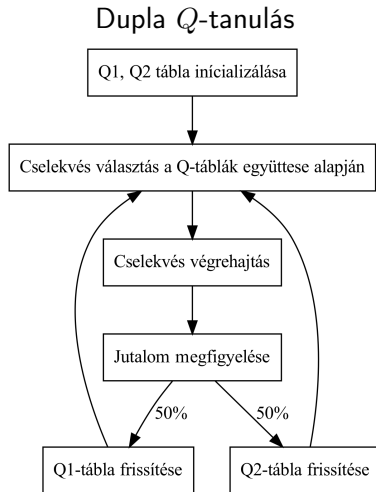 Dupla Q-tanulás
Q1, Q2 tábla inícializálása
Cselekvés választás a Q-táblák együttese alapján
Cselekvés végrehajtás
Jutalom megfigyelése
50%
50%
Q1-tábla frissítése
Q2-tábla frissítése